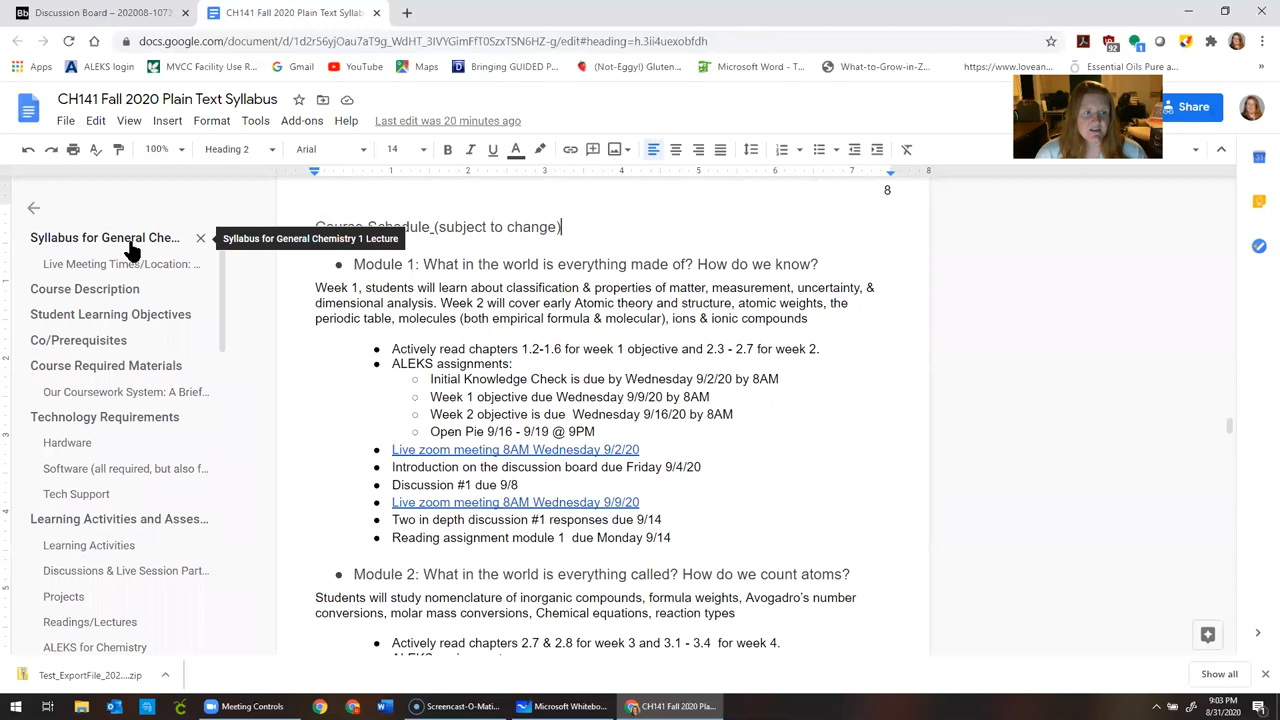 Bb Discussion Board – 202008-1073
CH141 Fall 2020 Plain Text Syllab
docs.google.com/document/d/1d2r56yjOau7aT9g_WdHT_3IVYGimFfT0SzxTSN6HZ-g/edit#heading=h.3ii4uexobfdh
92
1
Apps
ALEKS login
MVCC Facility Use R...
Gmail
YouTube
Maps
Bringing GUIDED P...
(Not-Eggy!) Gluten...
Microsoft Word - T...
What-to-Grow-in-Z...
https://www.lovean...
Essential Oils Pure a...
»
CH141 Fall 2020 Plain Text Syllabus
Share
File Edit View Insert Format Tools Add-ons Help Last edit was 20 minutes ago
100% Heading 2 Arial 14 B I U A
1 2 3 4 5 6 7 8
8
Course Schedule (subject to change)
Syllabus for General Che...
Syllabus for General Chemistry 1 Lecture
Live Meeting Times/Location: ...
Course Description
Student Learning Objectives
Co/Prerequisites
Course Required Materials
Our Coursework System: A Brief...
Technology Requirements
Hardware
Software (all required, but also f...
Tech Support
Learning Activities and Asses...
Learning Activities
Discussions & Live Session Part...
Projects
Readings/Lectures
ALEKS for Chemistry
● Module 1: What in the world is everything made of? How do we know?
Week 1, students will learn about classification & properties of matter, measurement, uncertainty, &
dimensional analysis. Week 2 will cover early Atomic theory and structure, atomic weights, the
periodic table, molecules (both empirical formula & molecular), ions & ionic compounds
● Actively read chapters 1.2-1.6 for week 1 objective and 2.3 - 2.7 for week 2.
● ALEKS assignments:
○ Initial Knowledge Check is due by Wednesday 9/2/20 by 8AM
○ Week 1 objective due Wednesday 9/9/20 by 8AM
○ Week 2 objective is due Wednesday 9/16/20 by 8AM
○ Open Pie 9/16 - 9/19 @ 9PM
● Live zoom meeting 8AM Wednesday 9/2/20
● Introduction on the discussion board due Friday 9/4/20
● Discussion #1 due 9/8
● Live zoom meeting 8AM Wednesday 9/9/20
● Two in depth discussion #1 responses due 9/14
● Reading assignment module 1 due Monday 9/14
● Module 2: What in the world is everything called? How do we count atoms?
Students will study nomenclature of inorganic compounds, formula weights, Avogadro's number
conversions, molar mass conversions, Chemical equations, reaction types
● Actively read chapters 2.7 & 2.8 for week 3 and 3.1 - 3.4 for week 4.
Test_ExportFile_202....zip
Show all
Meeting Controls
Screencast-O-Mati...
Microsoft Whitebo...
CH141 Fall 2020 Pla...
9:03 PM
8/31/2020